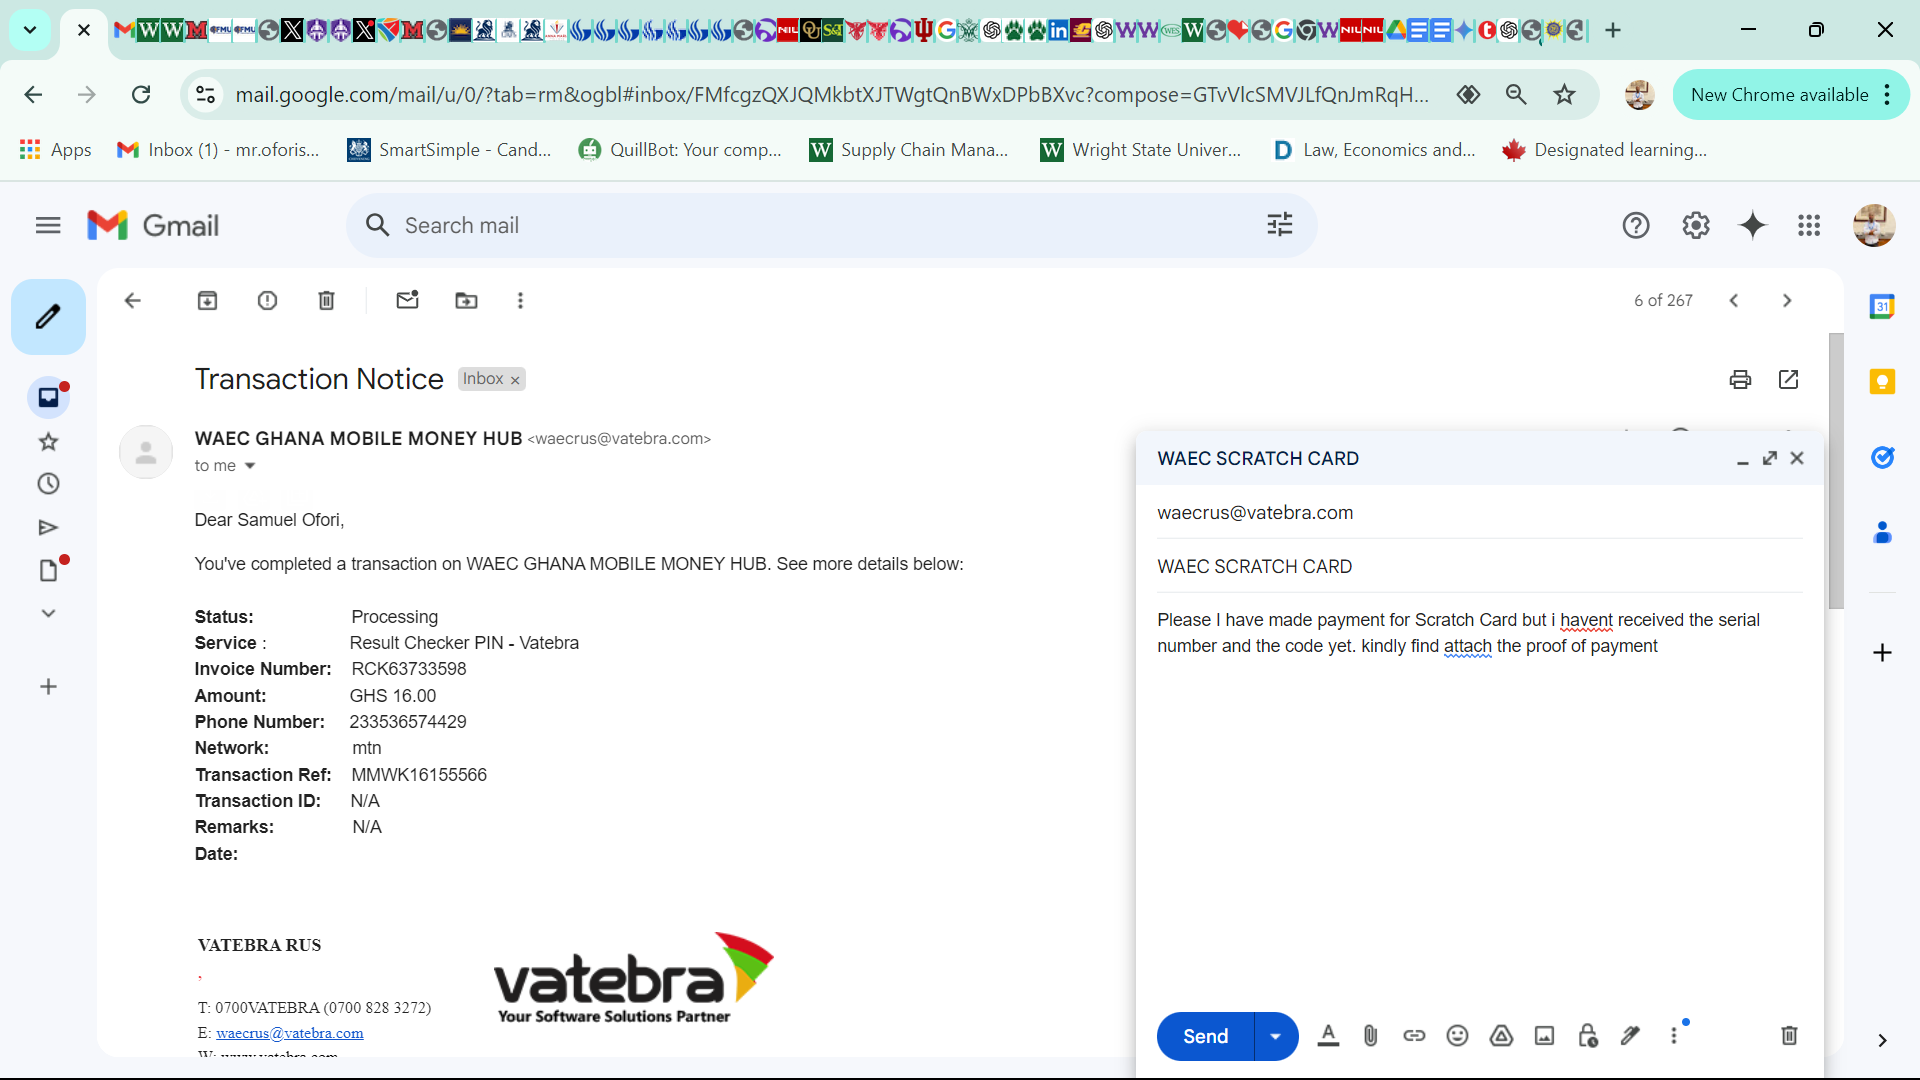 mail.google.com/mail/u/0/?tab=rm&ogbl#inbox/FMfcgzQXJQMkbtXJTWgtQnBWxDPbBXvc?compose=GTvVlcSMVJLfQnJmRqH...
New Chrome available
Apps
Inbox (1) - mr.oforis...
SmartSimple - Cand...
QuillBot: Your comp...
Supply Chain Mana...
Wright State Univer...
Law, Economics and...
Designated learning...
Gmail
Search mail
6 of 267
Transaction Notice
Inbox x
WAEC GHANA MOBILE MONEY HUB <waecrus@vatebra.com>
to me
Dear Samuel Ofori,
You've completed a transaction on WAEC GHANA MOBILE MONEY HUB. See more details below:
Status: Processing
Service : Result Checker PIN - Vatebra
Invoice Number: RCK63733598
Amount: GHS 16.00
Phone Number: 233536574429
Network: mtn
Transaction Ref: MMWK16155566
Transaction ID: N/A
Remarks: N/A
Date:
VATEBRA RUS
,
T: 0700VATEBRA (0700 828 3272)
E: waecrus@vatebra.com
W: www.vatebra.com
vatebra
Your Software Solutions Partner
WAEC SCRATCH CARD
waecrus@vatebra.com
WAEC SCRATCH CARD
Please I have made payment for Scratch Card but i havent received the serial
number and the code yet. kindly find attach the proof of payment
Send
31